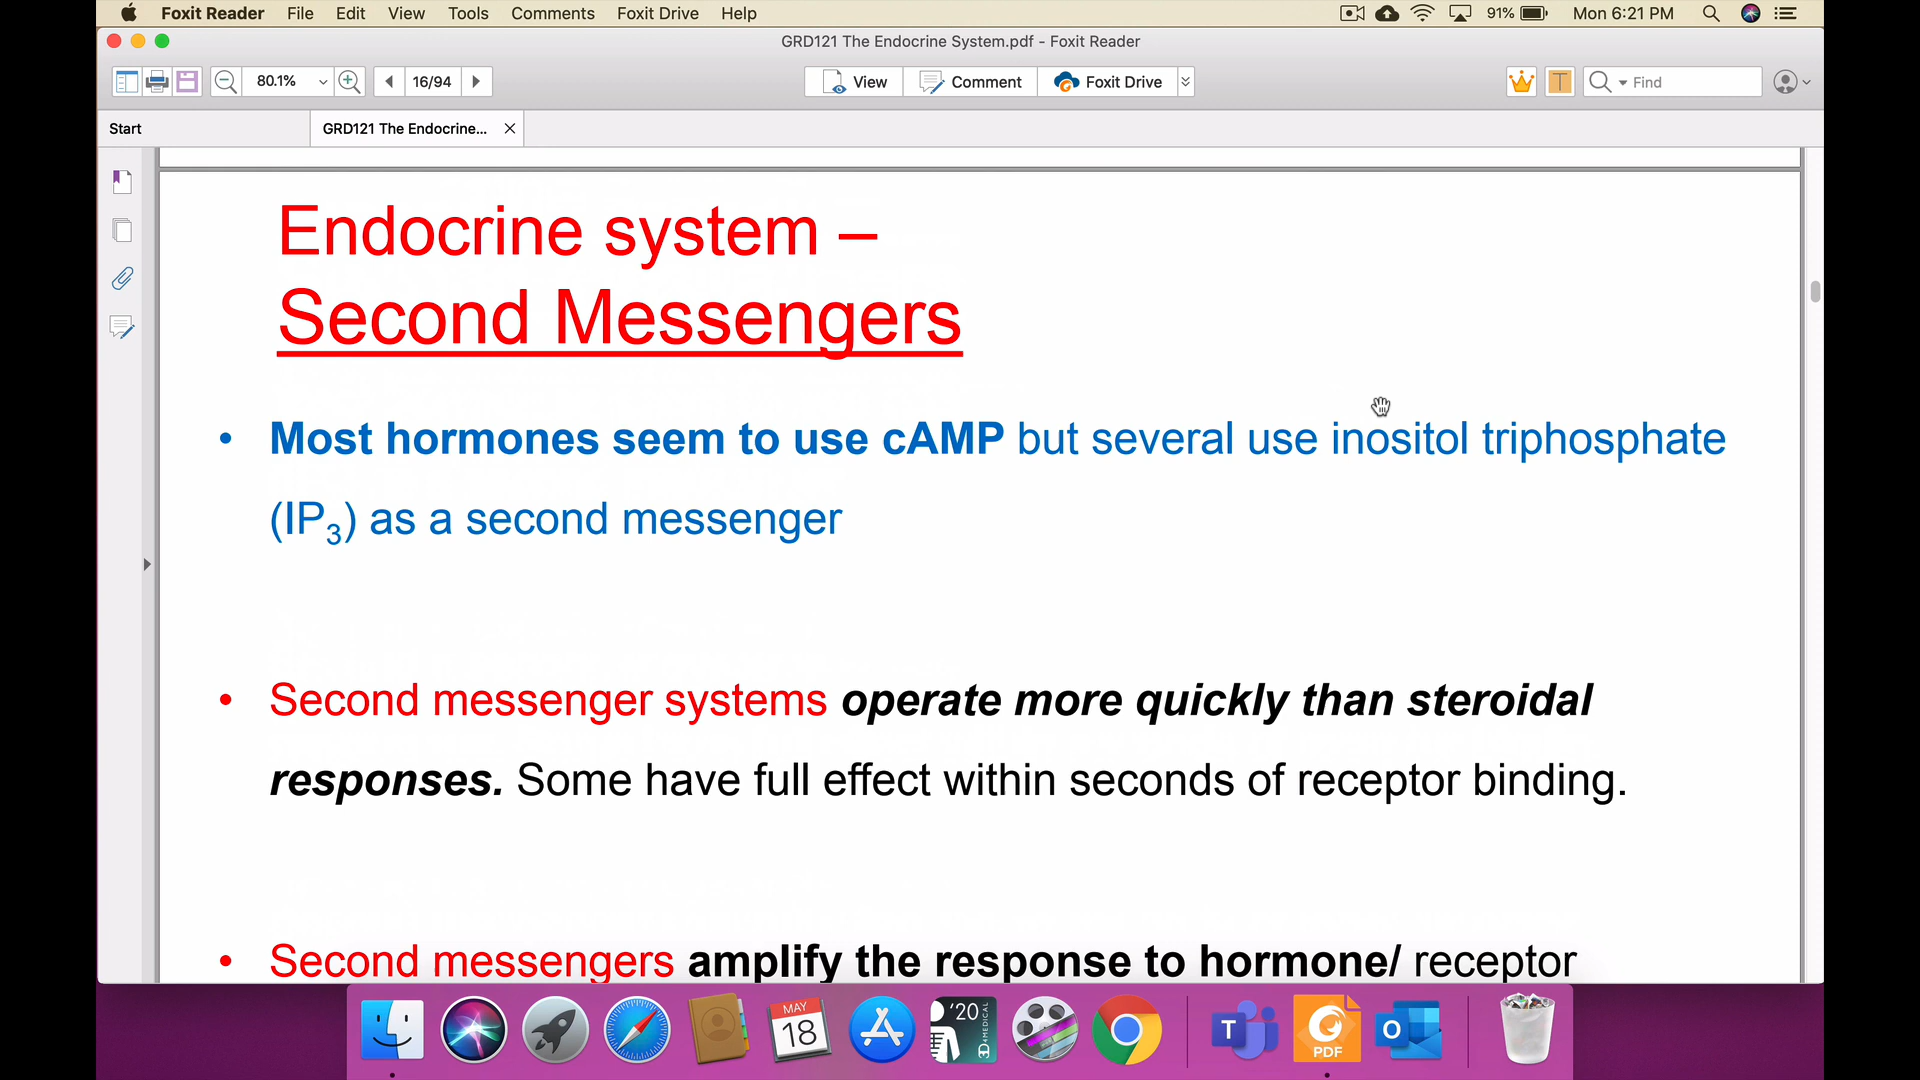 Foxit Reader File Edit View Tools Comments Foxit Drive Help 91% Mon 6:21 PM
GRD121 The Endocrine System.pdf - Foxit Reader
80.1% 16/94 View Comment Foxit Drive T Find
Start GRD121 The Endocrine...
Endocrine system –
Second Messengers
• Most hormones seem to use cAMP but several use inositol triphosphate
(IP₃) as a second messenger
• Second messenger systems operate more quickly than steroidal
responses. Some have full effect within seconds of receptor binding.
• Second messengers amplify the response to hormone/ receptor
MAY
18
'20
3D4MEDICAL
T
PDF
O